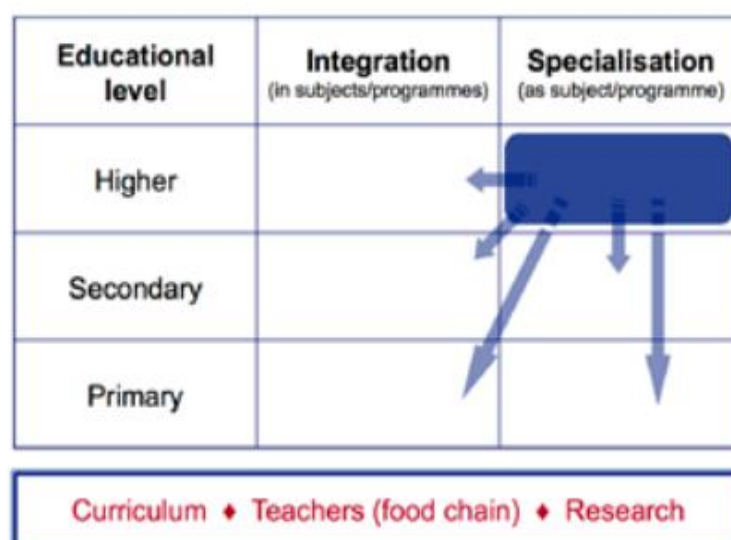 Educational level
Integration (in subjects/programmes)
Specialisation (as subject/programme)
Higher
Secondary
Primary
Curriculum ♦ Teachers (food chain) ♦ Research